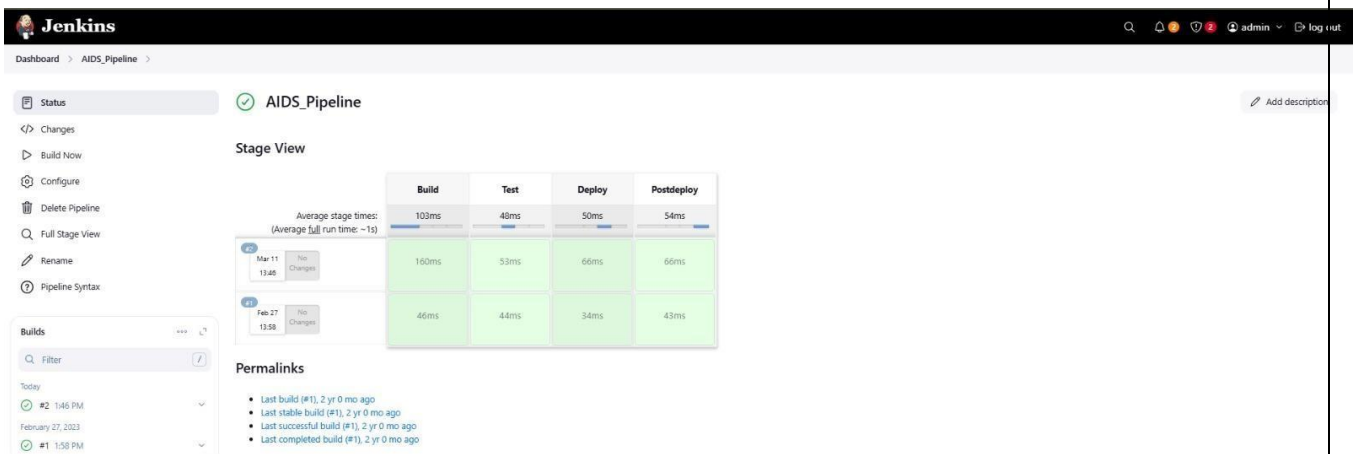 Jenkins
2 2 admin log out
Dashboard > AIDS_Pipeline >
Status
Changes
Build Now
Configure
Delete Pipeline
Full Stage View
Rename
Pipeline Syntax
Builds
Filter /
Today
#2 1:46 PM
February 27, 2023
#1 1:58 PM
AIDS_Pipeline
Add description
Stage View
Build Test Deploy Postdeploy
Average stage times: 103ms 48ms 50ms 54ms
(Average full run time: ~1s)
#2
Mar 11 No
13:46 Changes
160ms 53ms 66ms 66ms
#1
Feb 27 No
13:58 Changes
46ms 44ms 34ms 43ms
Permalinks
Last build (#1), 2 yr 0 mo ago
Last stable build (#1), 2 yr 0 mo ago
Last successful build (#1), 2 yr 0 mo ago
Last completed build (#1), 2 yr 0 mo ago